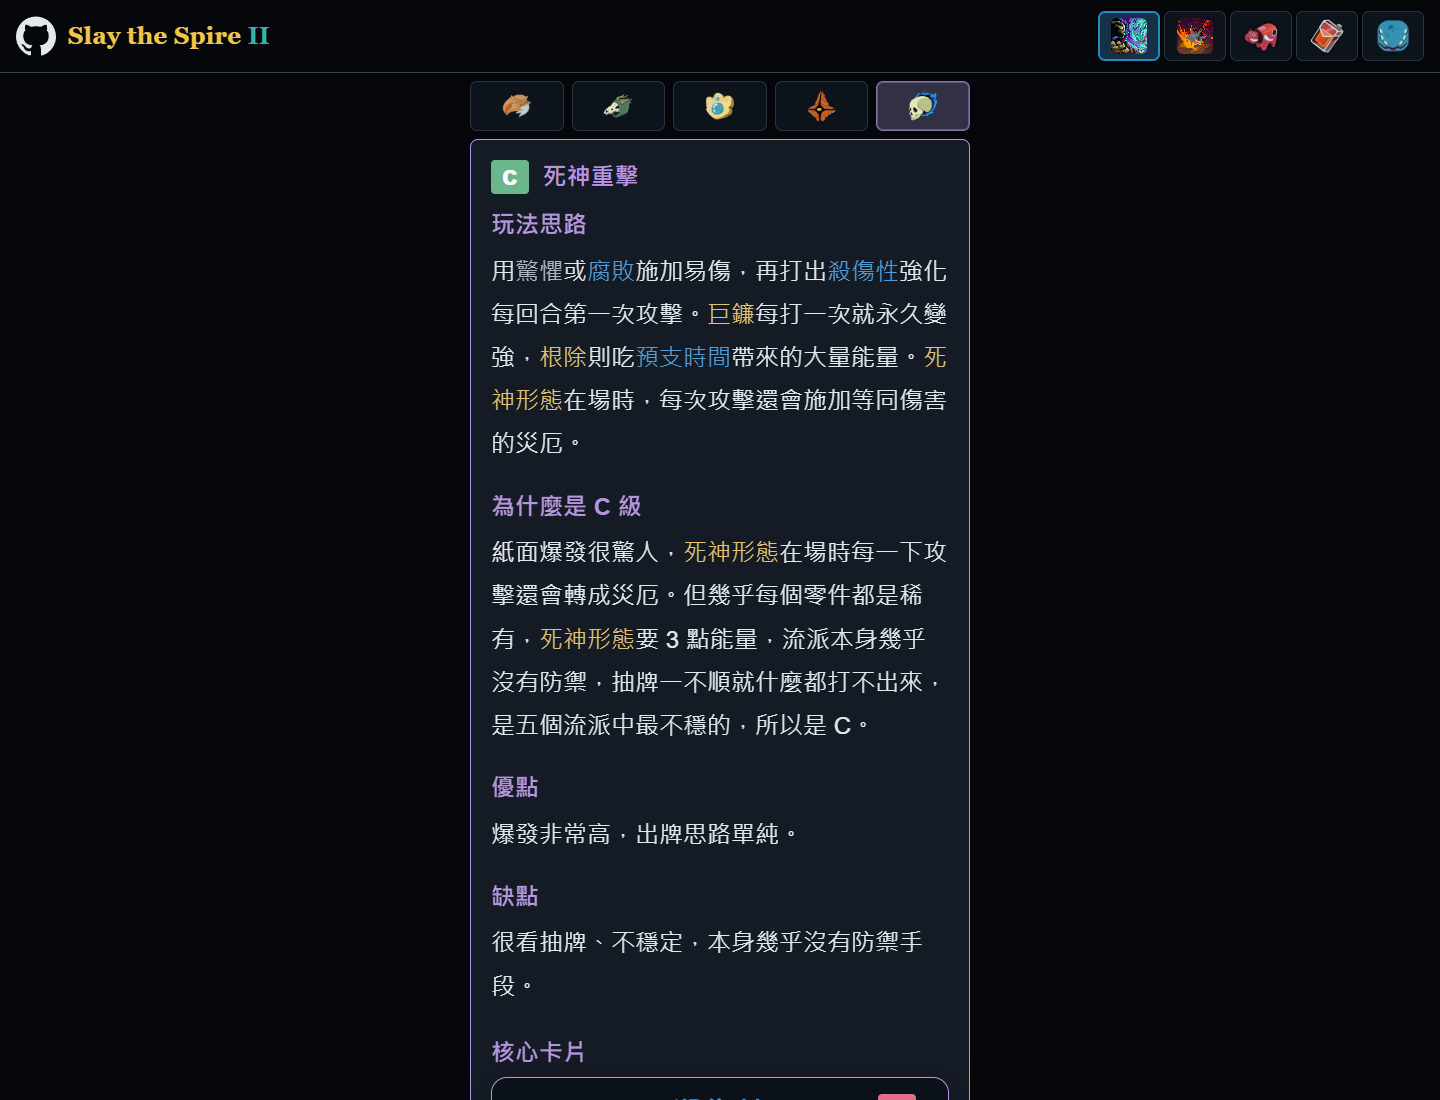 Slay the Spire II
C 死神重擊
玩法思路
用驚懼或腐敗施加易傷，再打出殺傷性強化
每回合第一次攻擊。巨鐮每打一次就永久變
強，根除則吃預支時間帶來的大量能量。死
神形態在場時，每次攻擊還會施加等同傷害
的災厄。
為什麼是 C 級
紙面爆發很驚人，死神形態在場時每一下攻
擊還會轉成災厄。但幾乎每個零件都是稀
有，死神形態要 3 點能量，流派本身幾乎
沒有防禦，抽牌一不順就什麼都打不出來，
是五個流派中最不穩的，所以是 C。
優點
爆發非常高，出牌思路單純。
缺點
很看抽牌、不穩定，本身幾乎沒有防禦手
段。
核心卡片